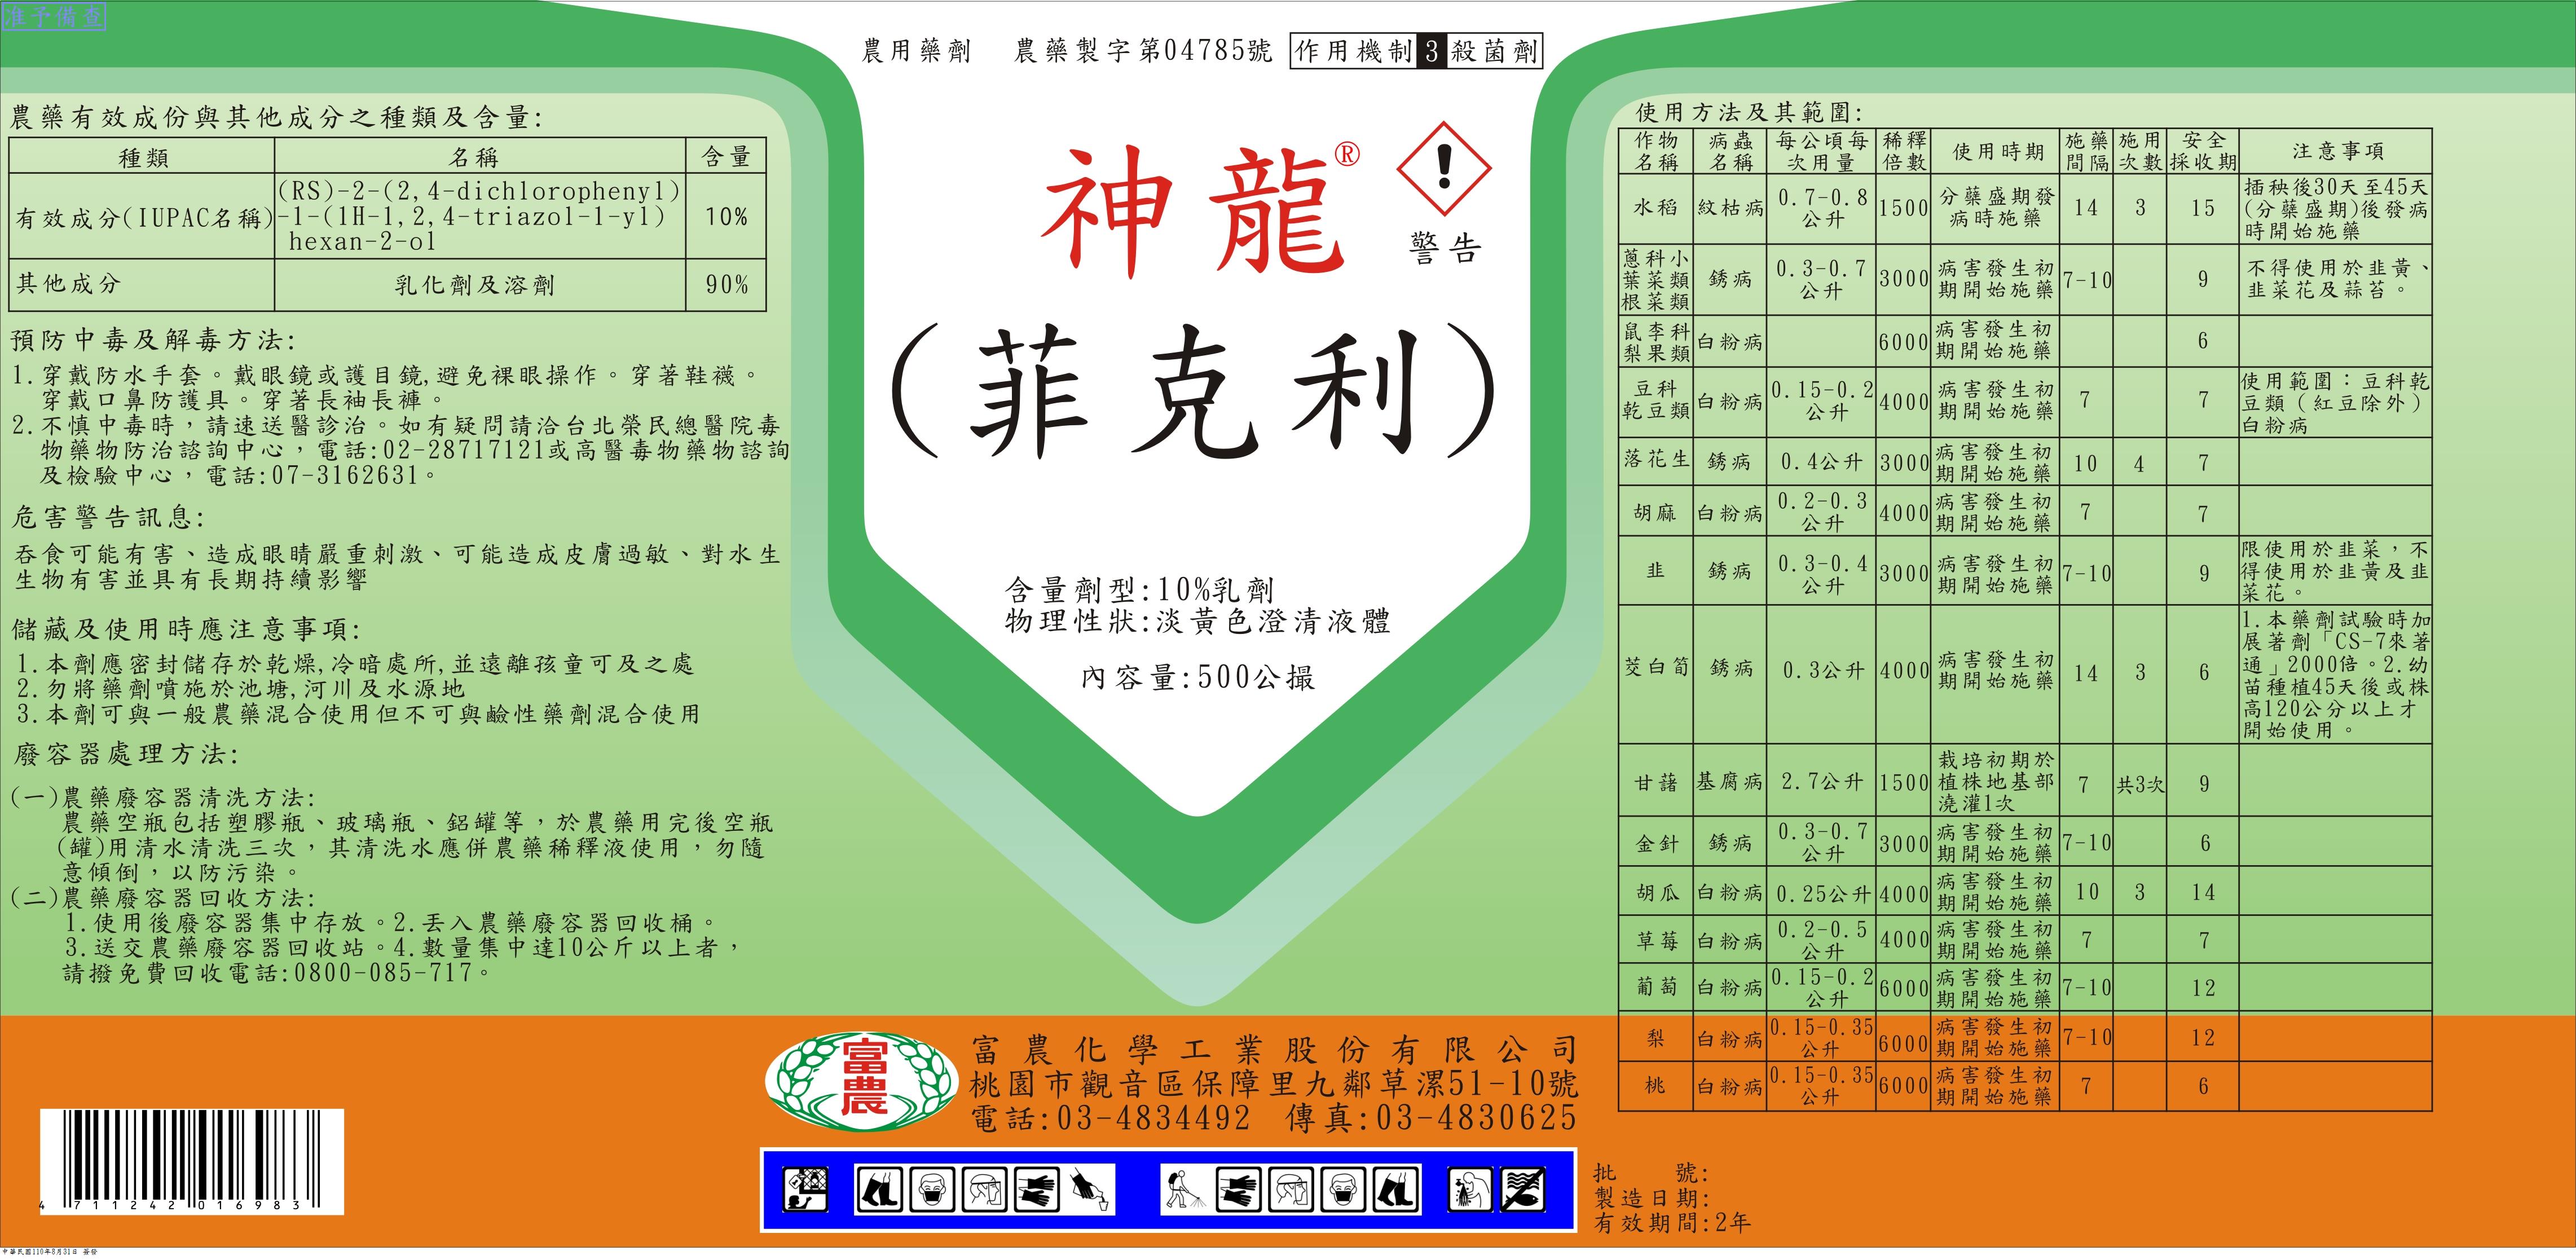 准予備查
農用藥劑 農藥製字第04785號 作用機制 3 殺菌劑
神龍®
警告
(菲克利)
含量劑型:10%乳劑
物理性狀:淡黃色澄清液體
內容量:500公撮
農藥有效成份與其他成分之種類及含量:
種類 名稱 含量
有效成分(IUPAC名稱) (RS)-2-(2,4-dichlorophenyl)
-1-(1H-1,2,4-triazol-1-yl)
hexan-2-ol 10%
其他成分 乳化劑及溶劑 90%
預防中毒及解毒方法:
1.穿戴防水手套。戴眼鏡或護目鏡,避免裸眼操作。穿著鞋襪。
穿戴口鼻防護具。穿著長袖長褲。
2.不慎中毒時，請速送醫診治。如有疑問請洽台北榮民總醫院毒
物藥物防治諮詢中心，電話:02-28717121或高醫毒物藥物諮詢
及檢驗中心，電話:07-3162631。
危害警告訊息:
吞食可能有害、造成眼睛嚴重刺激、可能造成皮膚過敏、對水生
生物有害並具有長期持續影響
儲藏及使用時應注意事項:
1.本劑應密封儲存於乾燥,冷暗處所,並遠離孩童可及之處
2.勿將藥劑噴施於池塘,河川及水源地
3.本劑可與一般農藥混合使用但不可與鹼性藥劑混合使用
廢容器處理方法:
(一)農藥廢容器清洗方法:
農藥空瓶包括塑膠瓶、玻璃瓶、鋁罐等，於農藥用完後空瓶
(罐)用清水清洗三次，其清洗水應併農藥稀釋液使用，勿隨
意傾倒，以防污染。
(二)農藥廢容器回收方法:
1.使用後廢容器集中存放。2.丟入農藥廢容器回收桶。
3.送交農藥廢容器回收站。4.數量集中達10公斤以上者，
請撥免費回收電話:0800-085-717。
使用方法及其範圍:
作物名稱 病蟲名稱 每公頃每次用量 稀釋倍數 使用時期 施藥間隔 施用次數 安全採收期 注意事項
水稻 紋枯病 0.7-0.8公升 1500 分蘗盛期發病時施藥 14 3 15 插秧後30天至45天(分蘗盛期)後發病時開始施藥
蔥科小葉菜類根菜類 銹病 0.3-0.7公升 3000 病害發生初期開始施藥 7-10 9 不得使用於韭黃、韭菜花及蒜苔。
鼠李科梨果類 白粉病 6000 病害發生初期開始施藥 6
豆科乾豆類 白粉病 0.15-0.2公升 4000 病害發生初期開始施藥 7 7 使用範圍：豆科乾豆類（紅豆除外）白粉病
落花生 銹病 0.4公升 3000 病害發生初期開始施藥 10 4 7
胡麻 白粉病 0.2-0.3公升 4000 病害發生初期開始施藥 7 7
韭 銹病 0.3-0.4公升 3000 病害發生初期開始施藥 7-10 9 限使用於韭菜，不得使用於韭黃及韭菜花。
茭白筍 銹病 0.3公升 4000 病害發生初期開始施藥 14 3 6 1.本藥劑試驗時加展著劑「CS-7來著通」2000倍。2.幼苗種植45天後或株高120公分以上才開始使用。
甘藷 基腐病 2.7公升 1500 栽培初期於植株地基部澆灌1次 7 共3次 9
金針 銹病 0.3-0.7公升 3000 病害發生初期開始施藥 7-10 6
胡瓜 白粉病 0.25公升 4000 病害發生初期開始施藥 10 3 14
草莓 白粉病 0.2-0.5公升 4000 病害發生初期開始施藥 7 7
葡萄 白粉病 0.15-0.2公升 6000 病害發生初期開始施藥 7-10 12
梨 白粉病 0.15-0.35公升 6000 病害發生初期開始施藥 7-10 12
桃 白粉病 0.15-0.35公升 6000 病害發生初期開始施藥 7 6
富農
富農化學工業股份有限公司
桃園市觀音區保障里九鄰草漯51-10號
電話:03-4834492 傳真:03-4830625
批 號:
製造日期:
有效期間:2年
4 711242 016983
中華民國110年8月31日 簽發